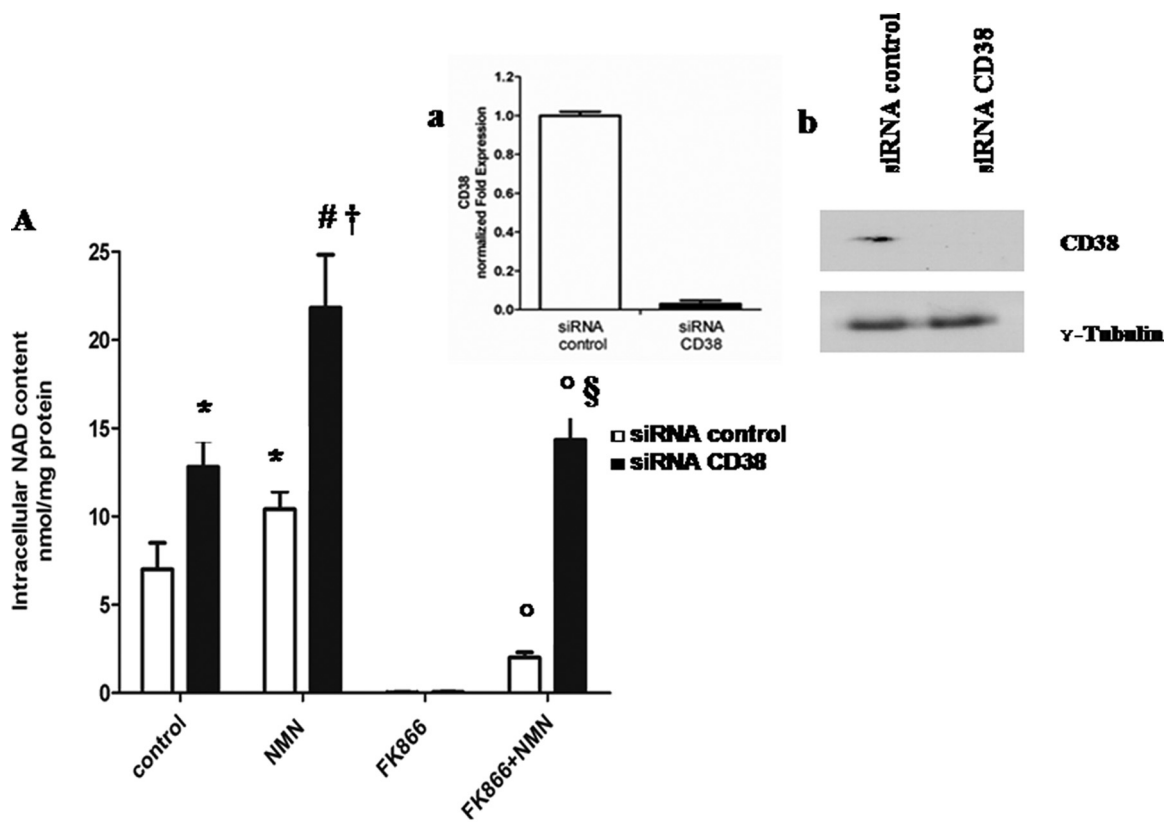 a
CD38
normalized Fold Expression
1.2
1.0
0.8
0.6
0.4
0.2
0.0
siRNA
control
siRNA
CD38
b
siRNA control
siRNA CD38
CD38
γ-Tubulin
A
Intracellular NAD content
nmol/mg protein
25
20
15
10
5
0
*
*
# †
°
° §
control
NMN
FK866
FK866+NMN
siRNA control
siRNA CD38